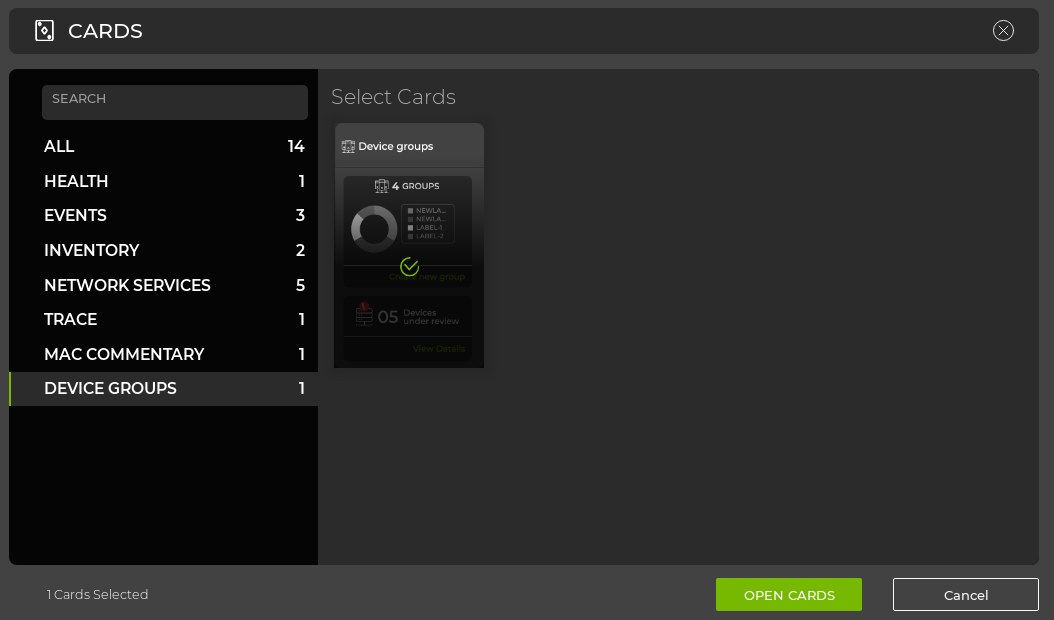 CARDS
SEARCH
ALL 14
HEALTH 1
EVENTS 3
INVENTORY 2
NETWORK SERVICES 5
TRACE 1
MAC COMMENTARY 1
DEVICE GROUPS 1
Select Cards
Device groups
4 GROUPS
NEWLA...
NEWLA...
LABEL-1
LABEL-2
Create new group
05 Devices
under review
View Details
1 Cards Selected
OPEN CARDS
Cancel